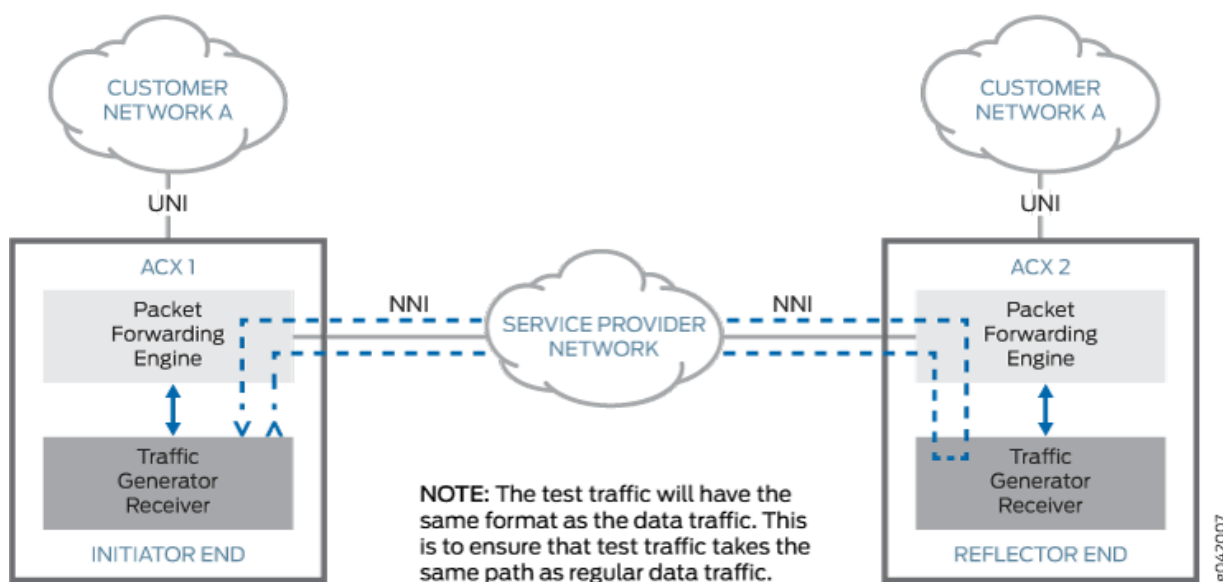 CUSTOMER
NETWORK A
CUSTOMER
NETWORK A
UNI
UNI
ACX 1
ACX 2
Packet
Forwarding
Engine
NNI
SERVICE PROVIDER
NETWORK
NNI
Packet
Forwarding
Engine
Traffic
Generator
Receiver
Traffic
Generator
Receiver
INITIATOR END
NOTE: The test traffic will have the
same format as the data traffic. This
is to ensure that test traffic takes the
same path as regular data traffic.
REFLECTOR END
g042007